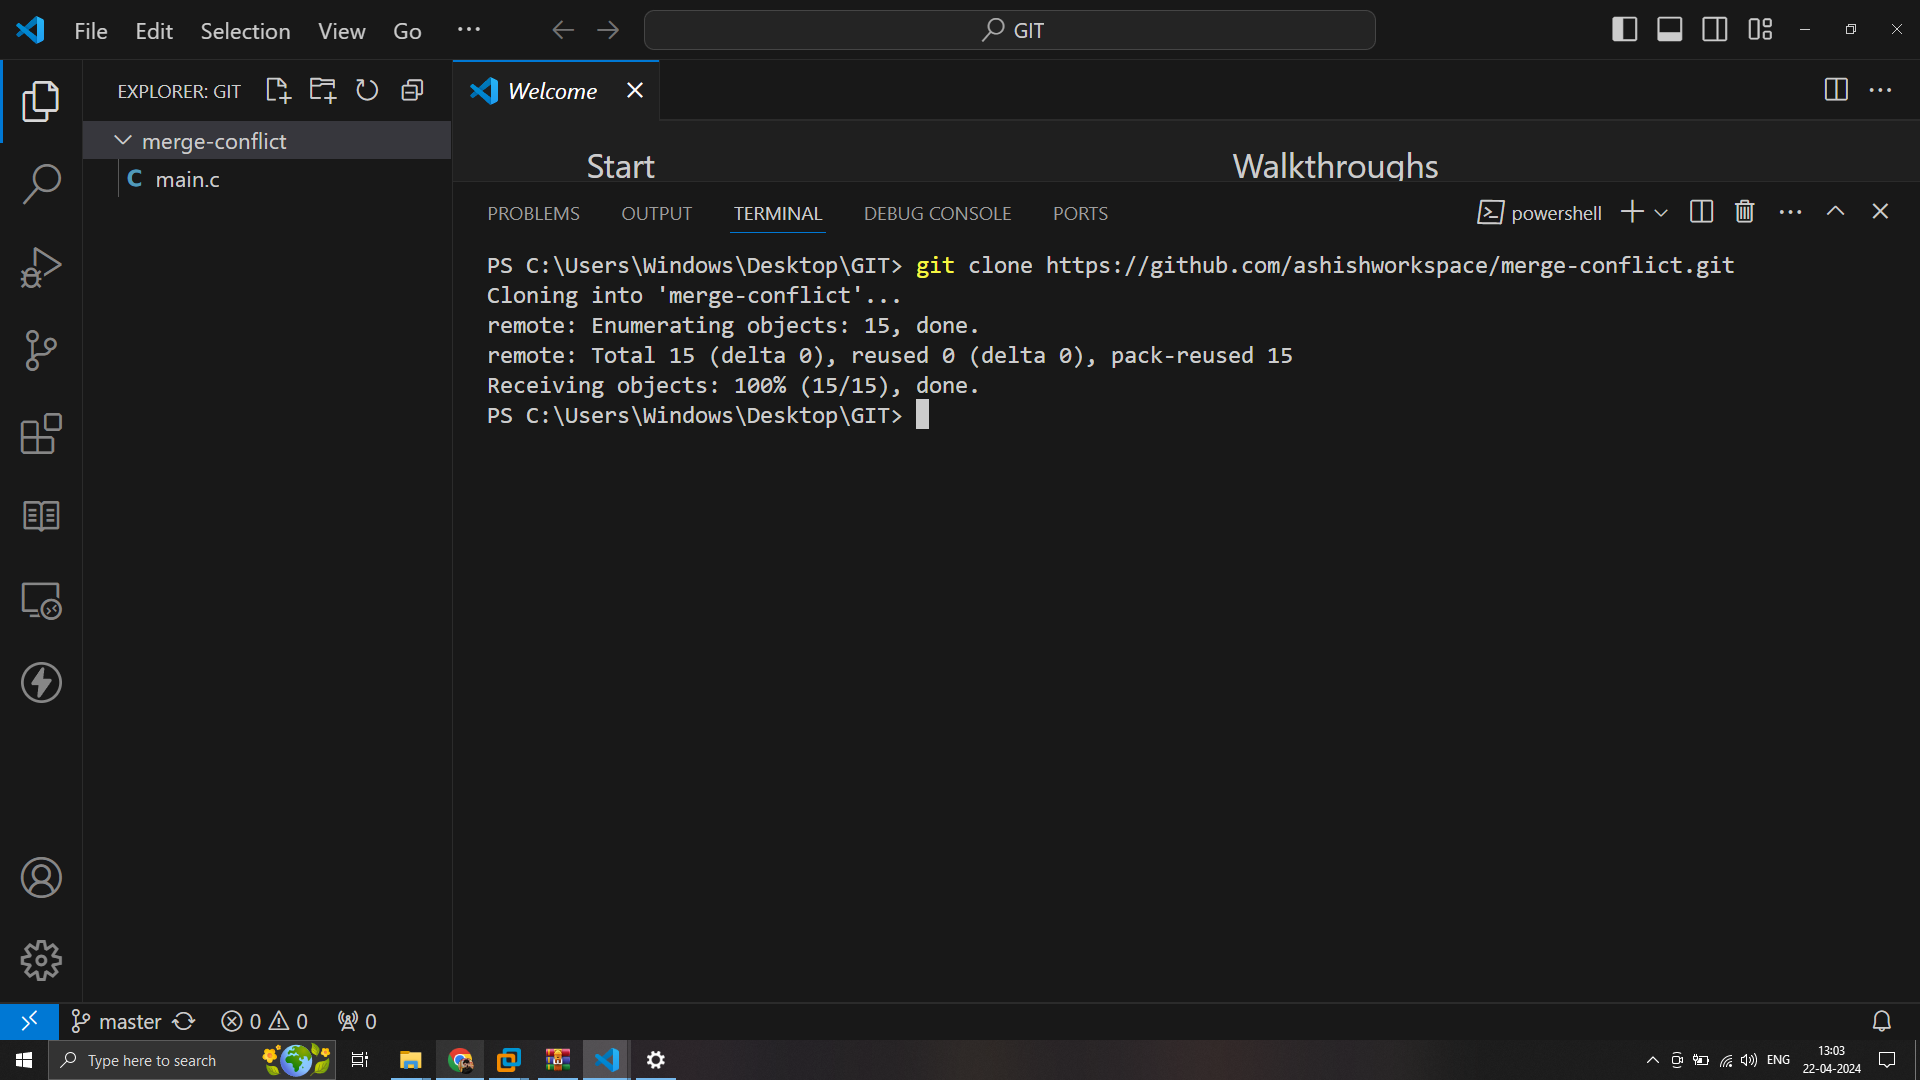 File Edit Selection View Go ... GIT
EXPLORER: GIT
merge-conflict
C main.c
Welcome
Start
Walkthroughs
PROBLEMS OUTPUT TERMINAL DEBUG CONSOLE PORTS
powershell
PS C:\Users\Windows\Desktop\GIT> git clone https://github.com/ashishworkspace/merge-conflict.git
Cloning into 'merge-conflict'...
remote: Enumerating objects: 15, done.
remote: Total 15 (delta 0), reused 0 (delta 0), pack-reused 15
Receiving objects: 100% (15/15), done.
PS C:\Users\Windows\Desktop\GIT>
master 0 0 0
Type here to search
ENG
13:03
22-04-2024